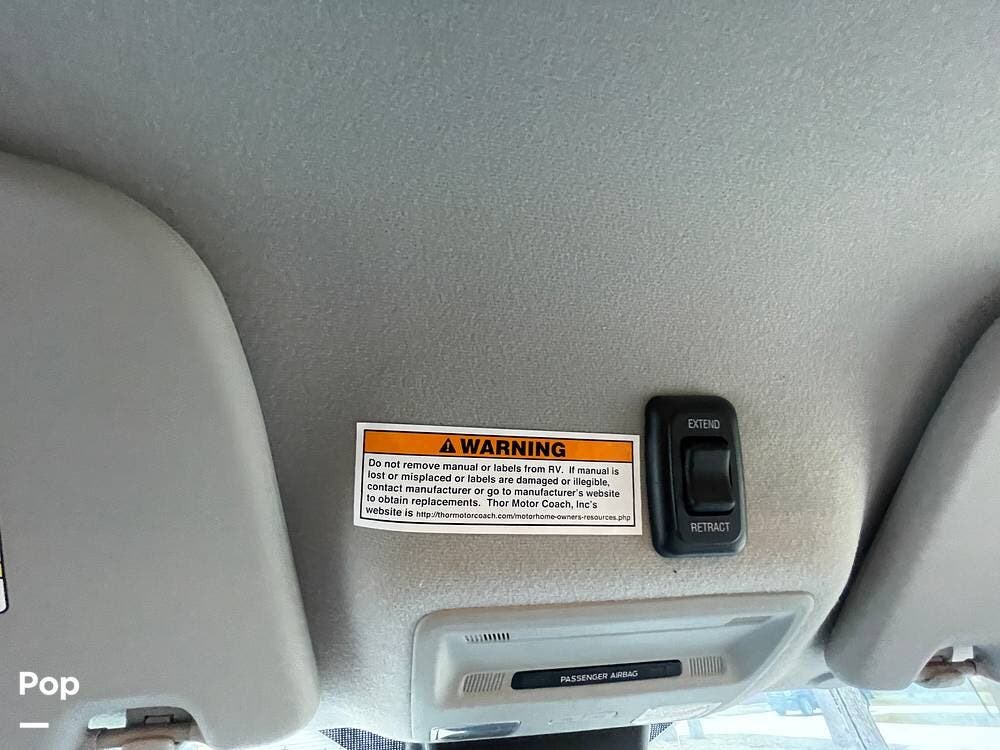 WARNING
Do not remove manual or labels from RV. If manual is
lost or misplaced or labels are damaged or illegible,
contact manufacturer or go to manufacturer's website
to obtain replacements. Thor Motor Coach, Inc's
website is http://thormotorcoach.com/motorhome-owners-resources.php
EXTEND
RETRACT
PASSENGER AIRBAG
Pop